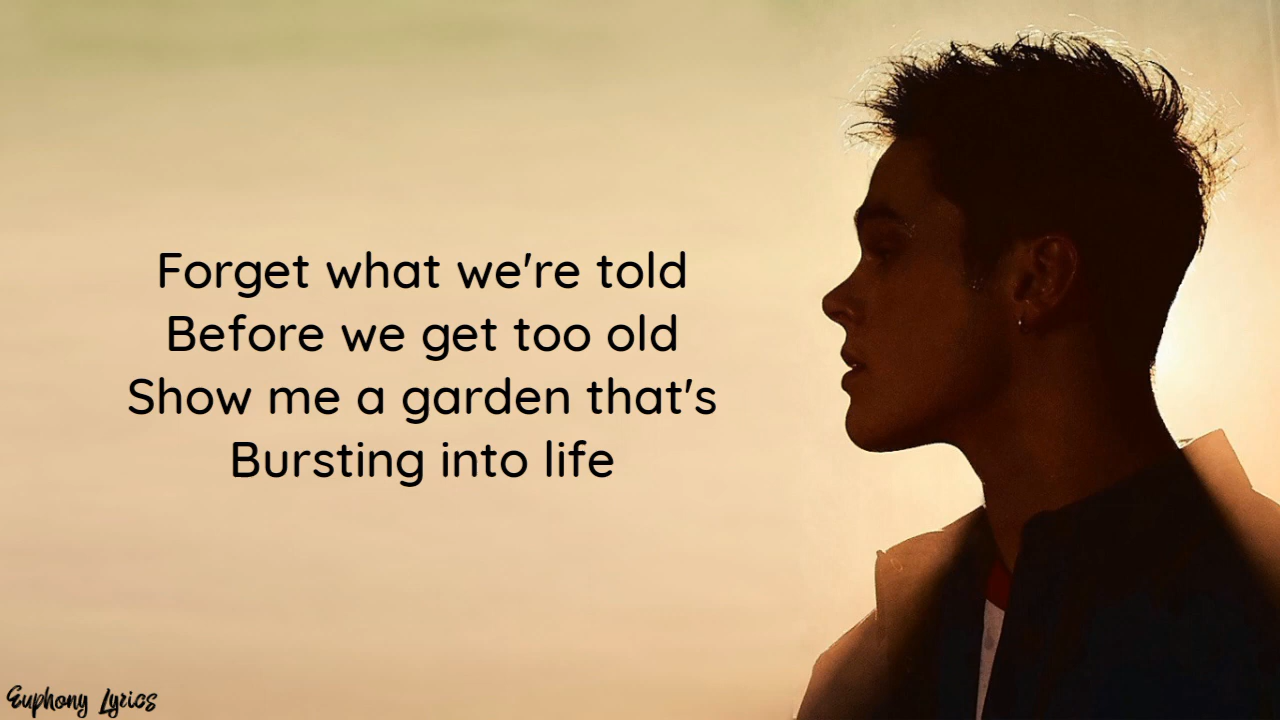 Forget what we're told
Before we get too old
Show me a garden that's
Bursting into life
Euphony Lyrics